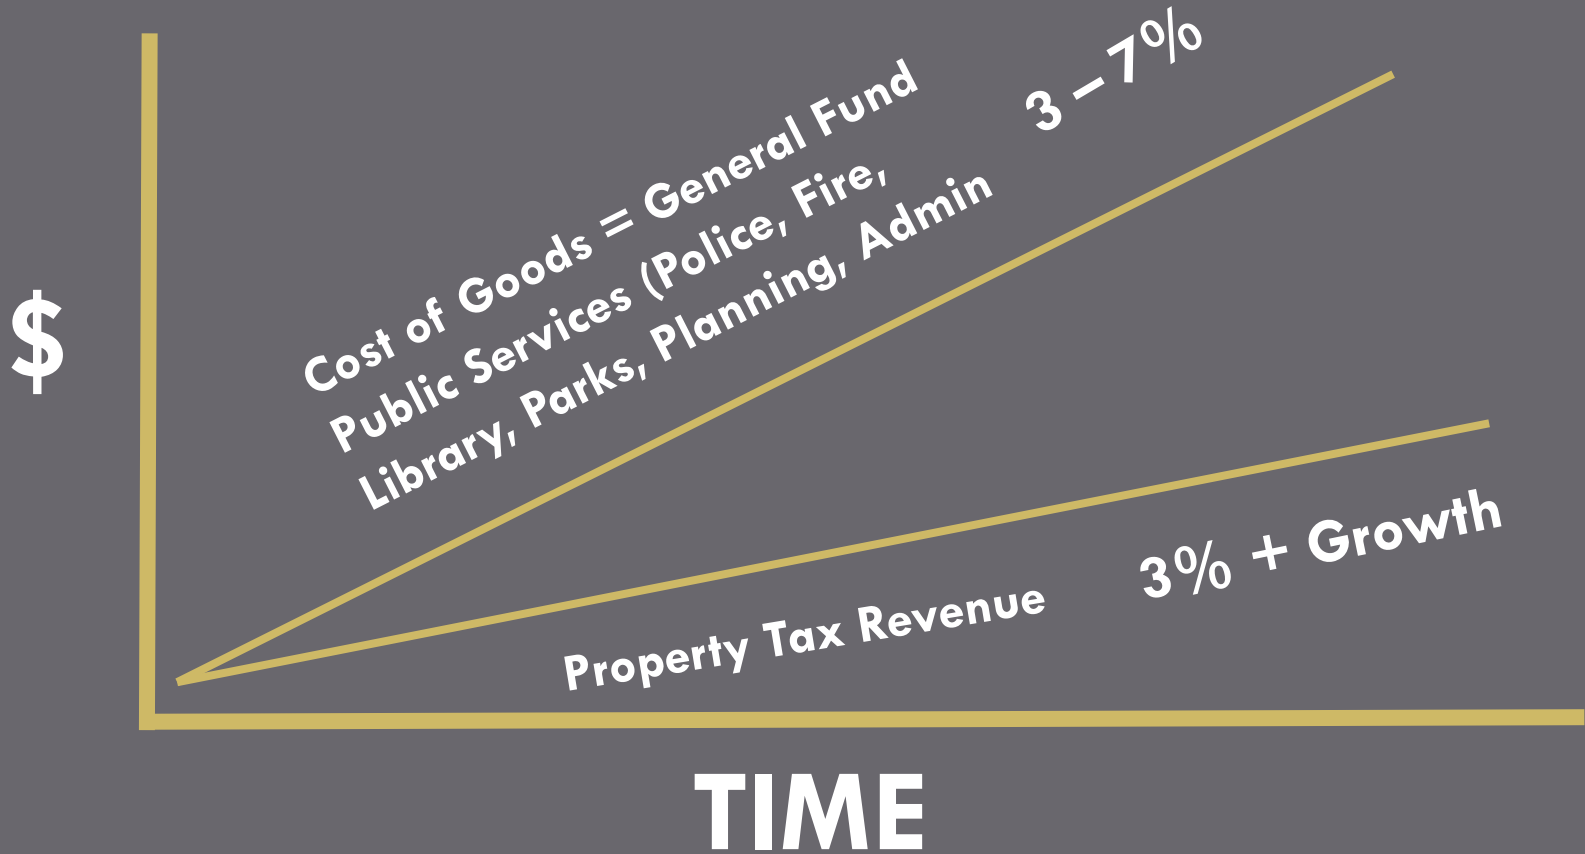 $
Cost of Goods = General Fund
Public Services (Police, Fire,
Library, Parks, Planning, Admin
3 – 7%
Property Tax Revenue
3% + Growth
TIME